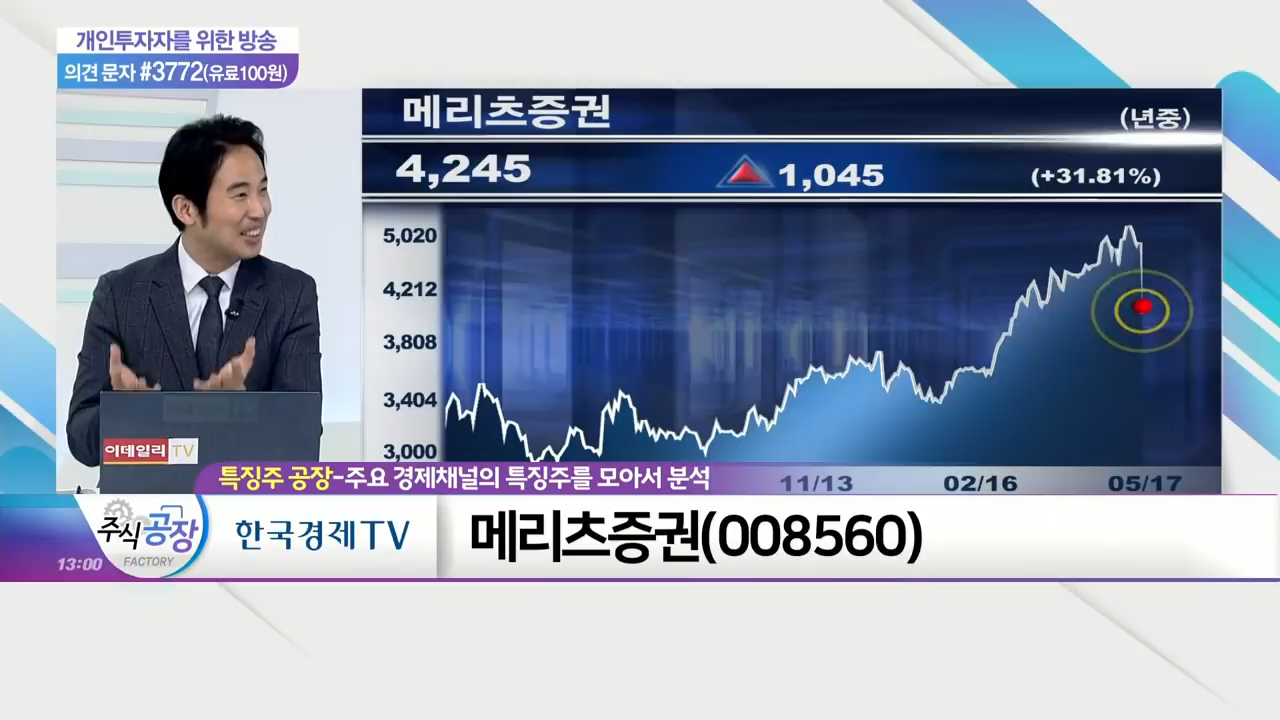 개인투자자를 위한 방송
의견 문자 #3772(유료100원)
메리츠증권
(년중)
4,245
1,045
(+31.81%)
5,020
4,212
3,808
3,404
3,000
11/13
02/16
05/17
이데일리 TV
특징주 공장-주요 경제채널의 특징주를 모아서 분석
주식공장
FACTORY
13:00
한국경제TV
메리츠증권(008560)